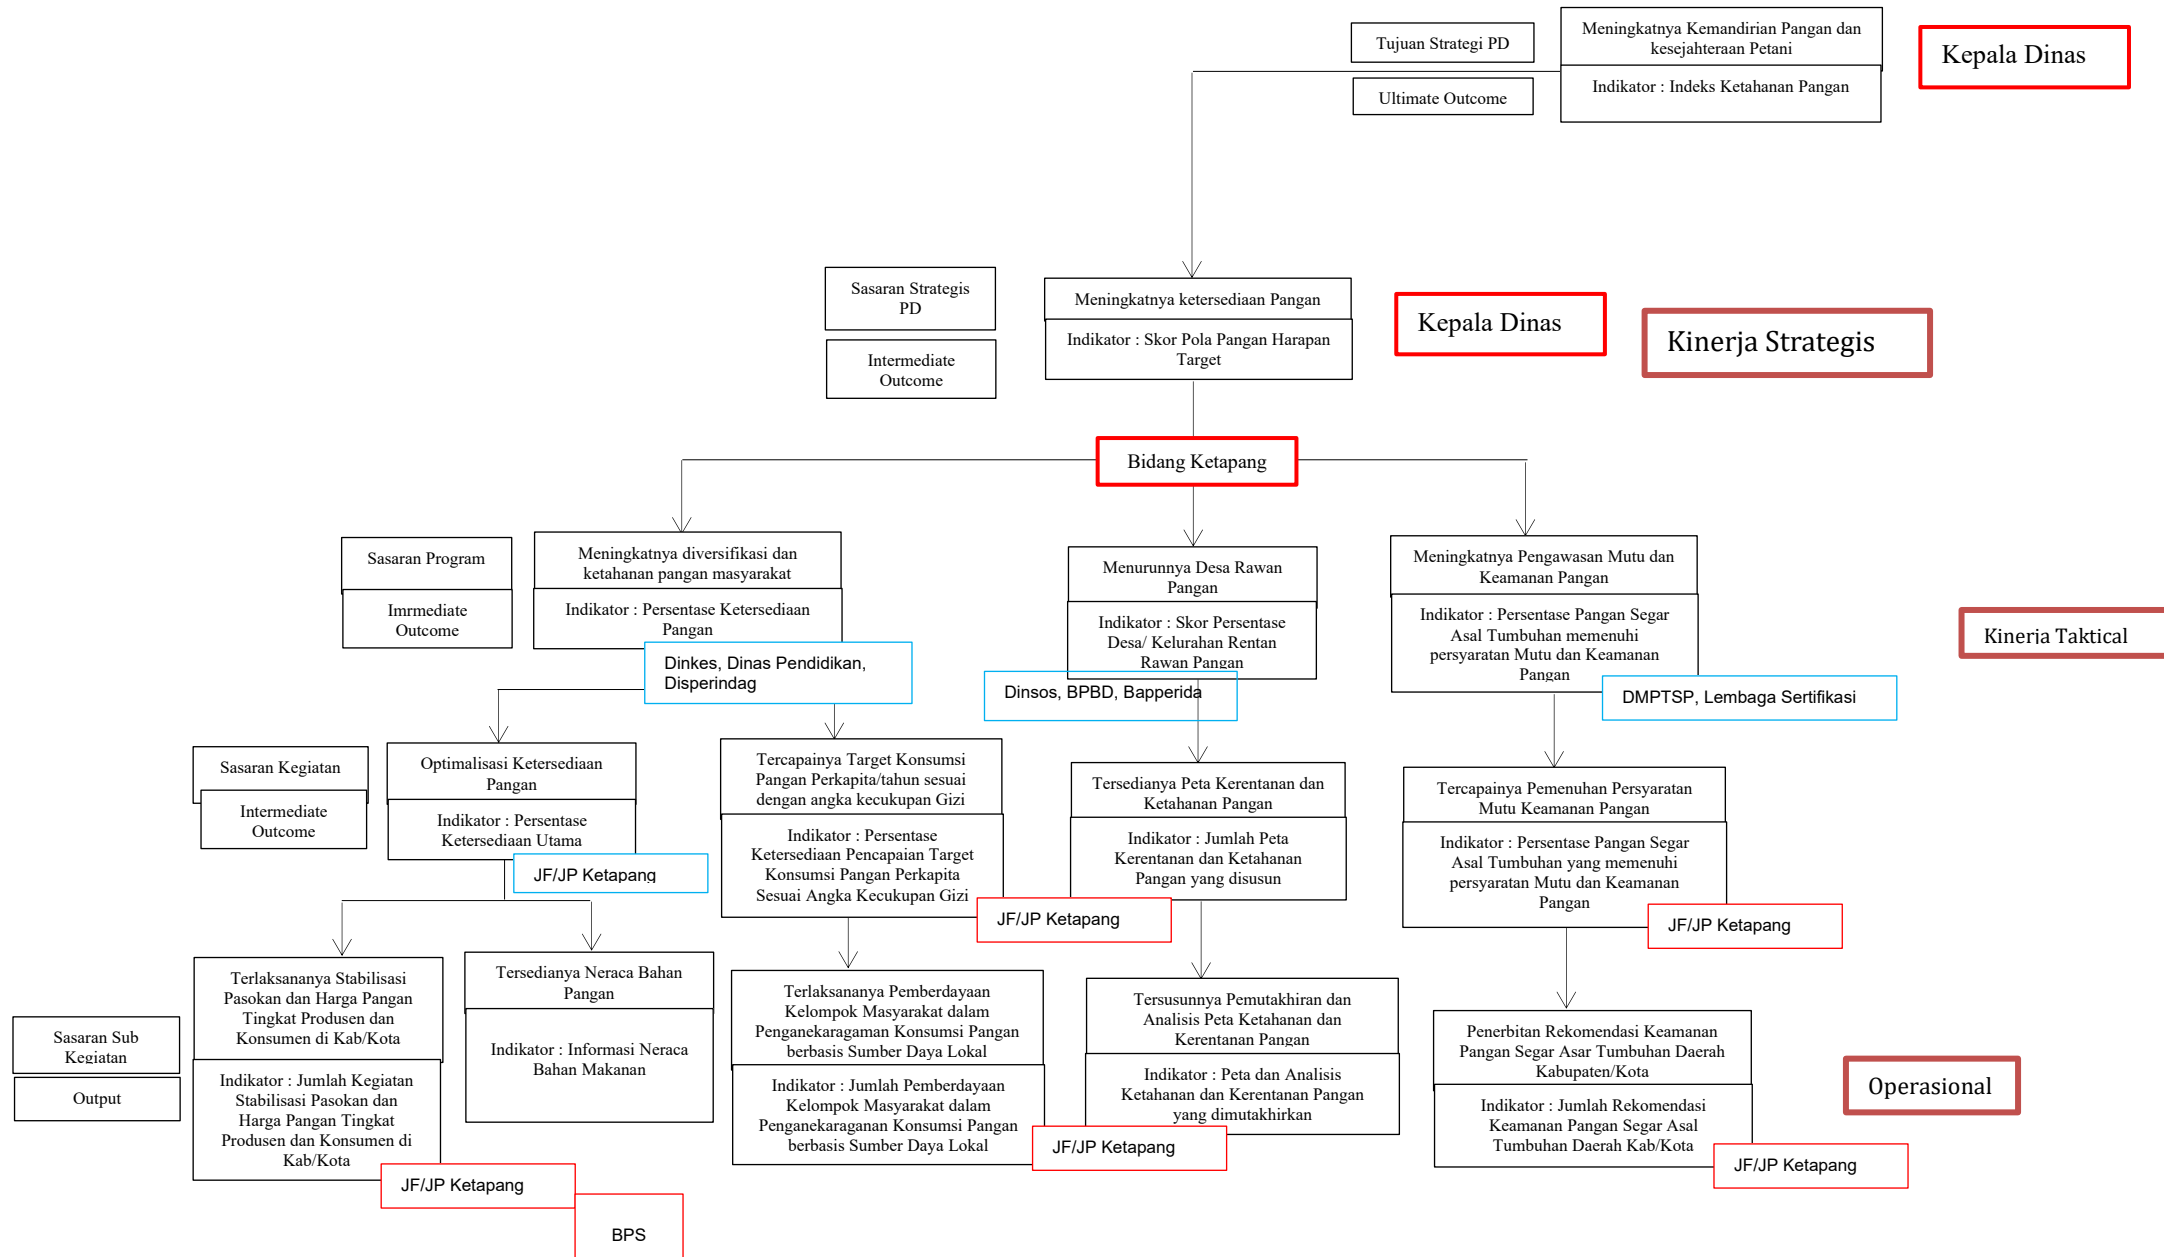 Tujuan Strategi PD
Ultimate Outcome
Meningkatnya Kemandirian Pangan dan
kesejahteraan Petani
Indikator : Indeks Ketahanan Pangan
Kepala Dinas
Sasaran Strategis
PD
Intermediate
Outcome
Meningkatnya ketersediaan Pangan
Indikator : Skor Pola Pangan Harapan
Target
Kepala Dinas
Kinerja Strategis
Bidang Ketapang
Sasaran Program
Imrmediate
Outcome
Meningkatnya diversifikasi dan
ketahanan pangan masyarakat
Indikator : Persentase Ketersediaan
Pangan
Dinkes, Dinas Pendidikan,
Disperindag
Menurunnya Desa Rawan
Pangan
Indikator : Skor Persentase
Desa/ Kelurahan Rentan
Rawan Pangan
Dinsos, BPBD, Bapperida
Meningkatnya Pengawasan Mutu dan
Keamanan Pangan
Indikator : Persentase Pangan Segar
Asal Tumbuhan memenuhi
persyaratan Mutu dan Keamanan
Pangan
DMPTSP, Lembaga Sertifikasi
Kinerja Taktical
Sasaran Kegiatan
Intermediate
Outcome
Optimalisasi Ketersediaan
Pangan
Indikator : Persentase
Ketersediaan Utama
JF/JP Ketapang
Tercapainya Target Konsumsi
Pangan Perkapita/tahun sesuai
dengan angka kecukupan Gizi
Indikator : Persentase
Ketersediaan Pencapaian Target
Konsumsi Pangan Perkapita
Sesuai Angka Kecukupan Gizi
JF/JP Ketapang
Tersedianya Peta Kerentanan dan
Ketahanan Pangan
Indikator : Jumlah Peta
Kerentanan dan Ketahanan
Pangan yang disusun
Tercapainya Pemenuhan Persyaratan
Mutu Keamanan Pangan
Indikator : Persentase Pangan Segar
Asal Tumbuhan yang memenuhi
persyaratan Mutu dan Keamanan
Pangan
JF/JP Ketapang
Sasaran Sub
Kegiatan
Output
Terlaksananya Stabilisasi
Pasokan dan Harga Pangan
Tingkat Produsen dan
Konsumen di Kab/Kota
Indikator : Jumlah Kegiatan
Stabilisasi Pasokan dan
Harga Pangan Tingkat
Produsen dan Konsumen di
Kab/Kota
JF/JP Ketapang
BPS
Tersedianya Neraca Bahan
Pangan
Indikator : Informasi Neraca
Bahan Makanan
Terlaksananya Pemberdayaan
Kelompok Masyarakat dalam
Penganekaragaman Konsumsi Pangan
berbasis Sumber Daya Lokal
Indikator : Jumlah Pemberdayaan
Kelompok Masyarakat dalam
Penganekaraganan Konsumsi Pangan
berbasis Sumber Daya Lokal
JF/JP Ketapang
Tersusunnya Pemutakhiran dan
Analisis Peta Ketahanan dan
Kerentanan Pangan
Indikator : Peta dan Analisis
Ketahanan dan Kerentanan Pangan
yang dimutakhirkan
Penerbitan Rekomendasi Keamanan
Pangan Segar Asar Tumbuhan Daerah
Kabupaten/Kota
Indikator : Jumlah Rekomendasi
Keamanan Pangan Segar Asal
Tumbuhan Daerah Kab/Kota
JF/JP Ketapang
Operasional